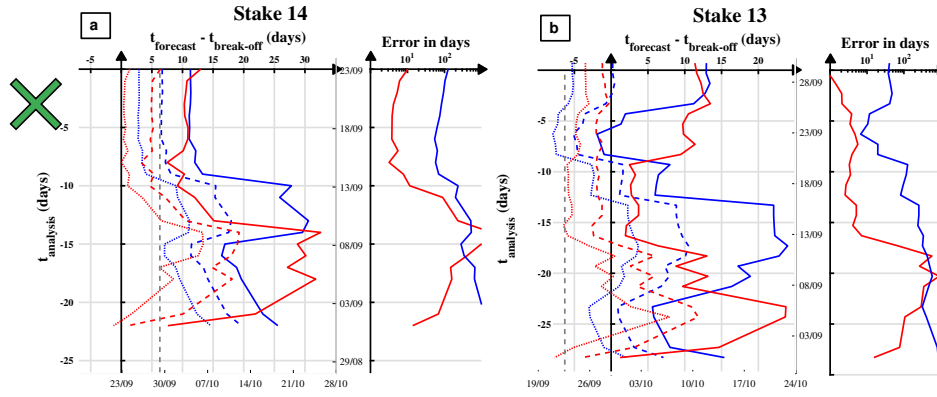 Stake 14
a
t_forecast - t_break-off (days)
Error in days
-5 0 5 10 15 20 25
10^1 10^2
23/09
18/09
13/09
08/09
03/09
29/08
-5
-10
-15
-20
-25
t_analysis (days)
23/09 30/09 07/10 14/10 21/10 28/10
Stake 13
b
t_forecast - t_break-off (days)
Error in days
-5 0 5 10 15 20
10^0 10^1 10^2
28/09
23/09
18/09
13/09
08/09
03/09
-5
-10
-15
-20
-25
t_analysis (days)
19/09 26/09 03/10 10/10 17/10 24/10